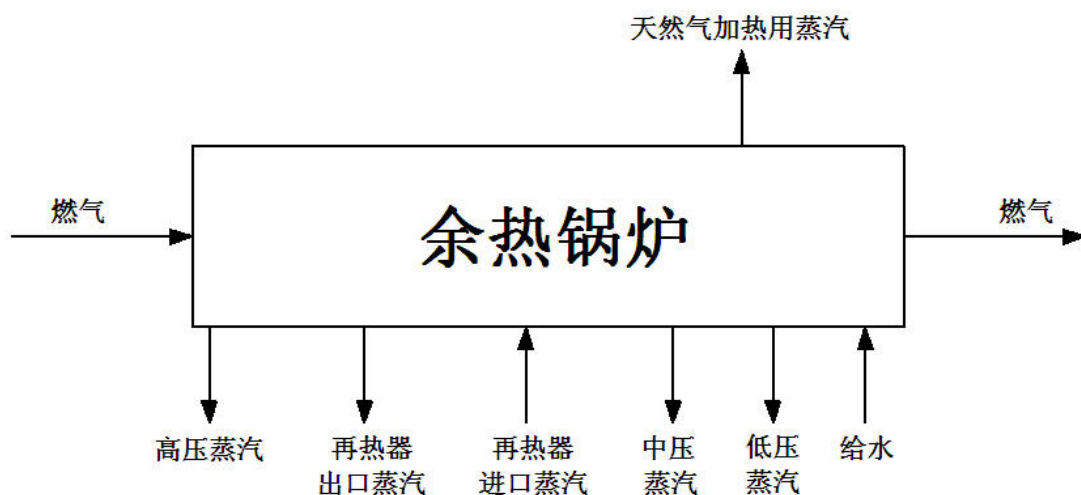 天然气加热用蒸汽
燃气
余热锅炉
燃气
高压蒸汽
再热器
出口蒸汽
再热器
进口蒸汽
中压
蒸汽
低压
蒸汽
给水